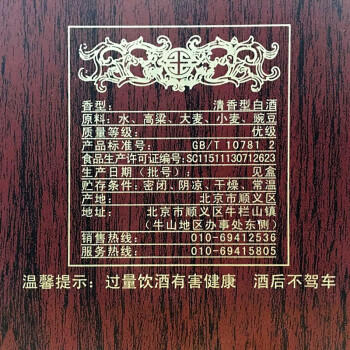 香型: 清香型白酒
原料: 水、高粱、大麦、小麦、豌豆
质量等级: 优级
产品标准号: GB/T 10781 2
食品生产许可证编号:SC11511130712623
生产日期(批号): 见盒
贮存条件: 密闭、阴凉、干燥、常温
产地: 北京市顺义区
地址: 北京市顺义区牛栏山镇
(牛山地区办事处东侧)
销售热线: 010-69412536
服务热线: 010-69415805
温馨提示: 过量饮酒有害健康 酒后不驾车